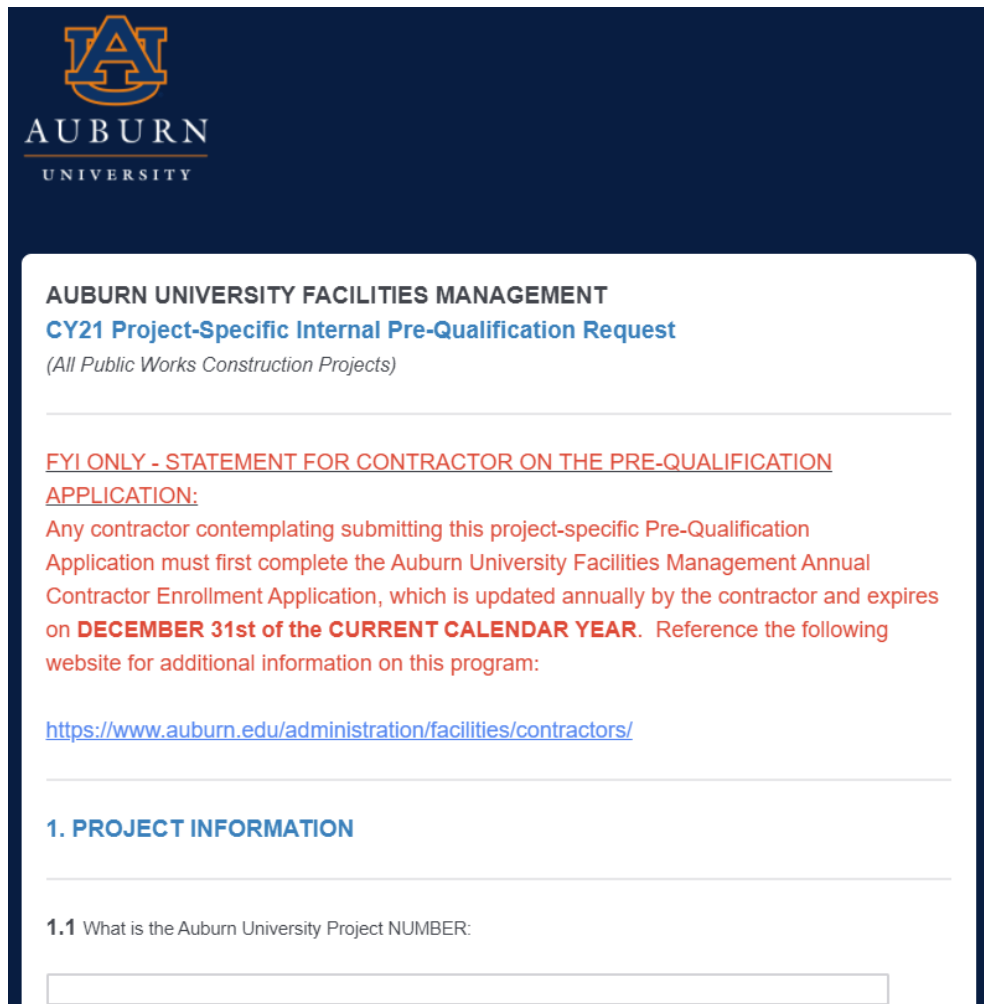 AU
AUBURN
UNIVERSITY
AUBURN UNIVERSITY FACILITIES MANAGEMENT
CY21 Project-Specific Internal Pre-Qualification Request
(All Public Works Construction Projects)
FYI ONLY - STATEMENT FOR CONTRACTOR ON THE PRE-QUALIFICATION
APPLICATION:
Any contractor contemplating submitting this project-specific Pre-Qualification
Application must first complete the Auburn University Facilities Management Annual
Contractor Enrollment Application, which is updated annually by the contractor and expires
on DECEMBER 31st of the CURRENT CALENDAR YEAR.  Reference the following
website for additional information on this program:
https://www.auburn.edu/administration/facilities/contractors/
1. PROJECT INFORMATION
1.1 What is the Auburn University Project NUMBER: